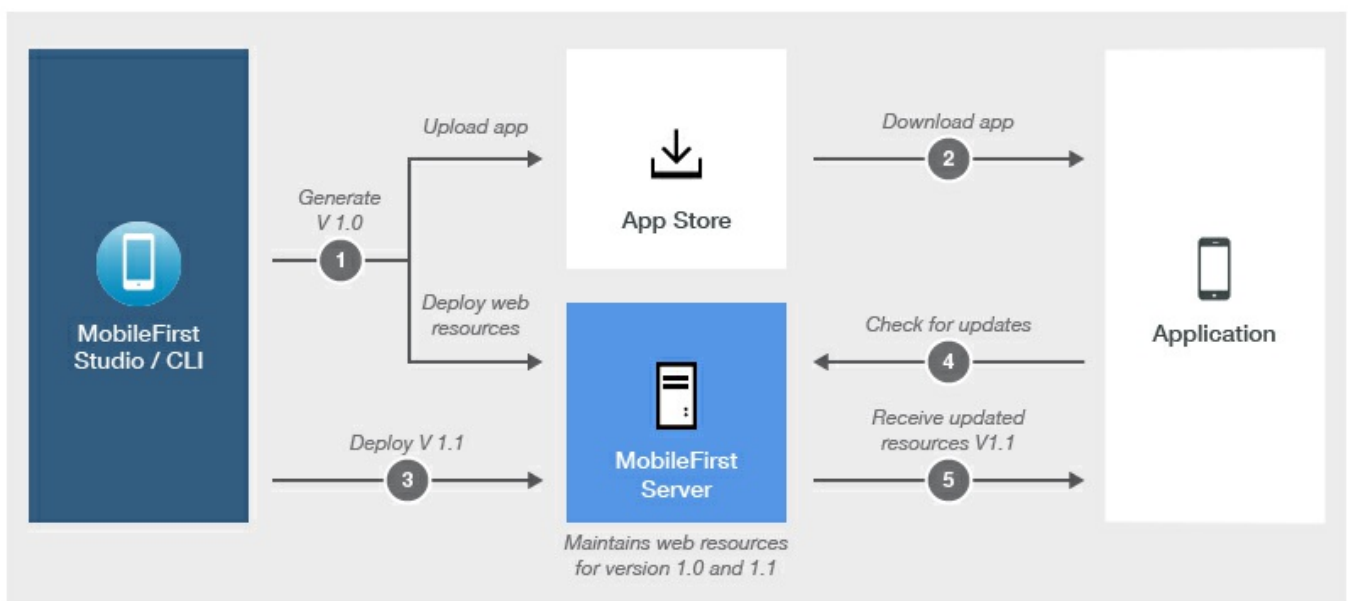 Upload app
Download app
2
Generate
V 1.0
App Store
1
MobileFirst
Studio / CLI
Deploy web
resources
Check for updates
4
Application
Deploy V 1.1
3
MobileFirst
Server
Receive updated
resources V1.1
5
Maintains web resources
for version 1.0 and 1.1